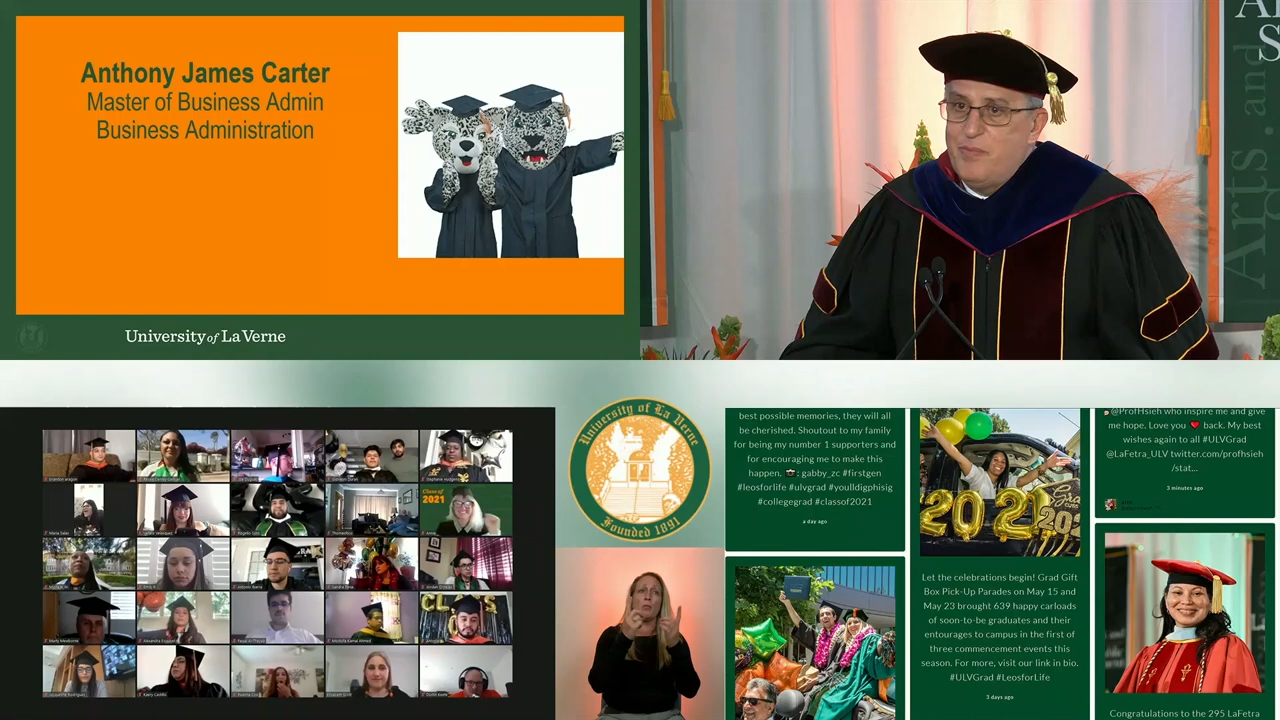 Anthony James Carter
Master of Business Admin
Business Administration
University of La Verne
Arts. and
University of La Verne
Founded 1891
Class of
2021
best possible memories, they will all
be cherished. Shoutout to my family
for being my number 1 supporters and
for encouraging me to make this
happen. 🎓: gabby_zc #firstgen
#leosforlife #ulvgrad #youlldigphisig
#collegegrad #classof2021
a day ago
2021
Grad
202
Let the celebrations begin! Grad Gift
Box Pick-Up Parades on May 15 and
May 23 brought 639 happy carloads
of soon-to-be graduates and their
entourages to campus in the first of
three commencement events this
season. For more, visit our link in bio.
#ULVGrad #LeosforLife
3 days ago
@ProfHsieh who inspire me and give
me hope. Love you ❤️ back. My best
wishes again to all #ULVGrad
@LaFetra_ULV twitter.com/profhsieh
/stat...
3 minutes ago
Congratulations to the 295 LaFetra